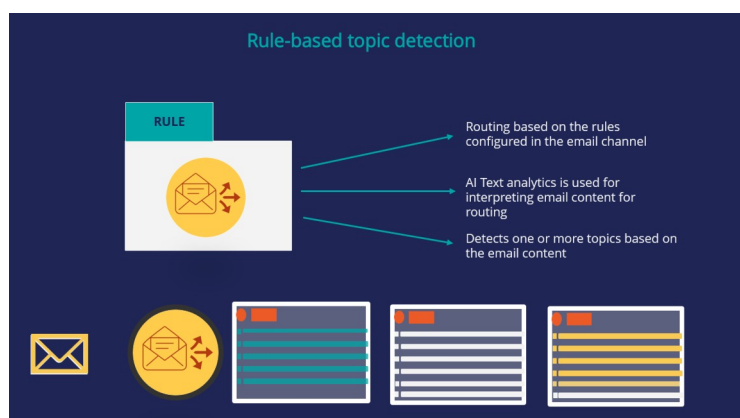 Rule-based topic detection
RULE
Routing based on the rules
configured in the email channel
AI Text analytics is used for
interpreting email content for
routing
Detects one or more topics based on
the email content